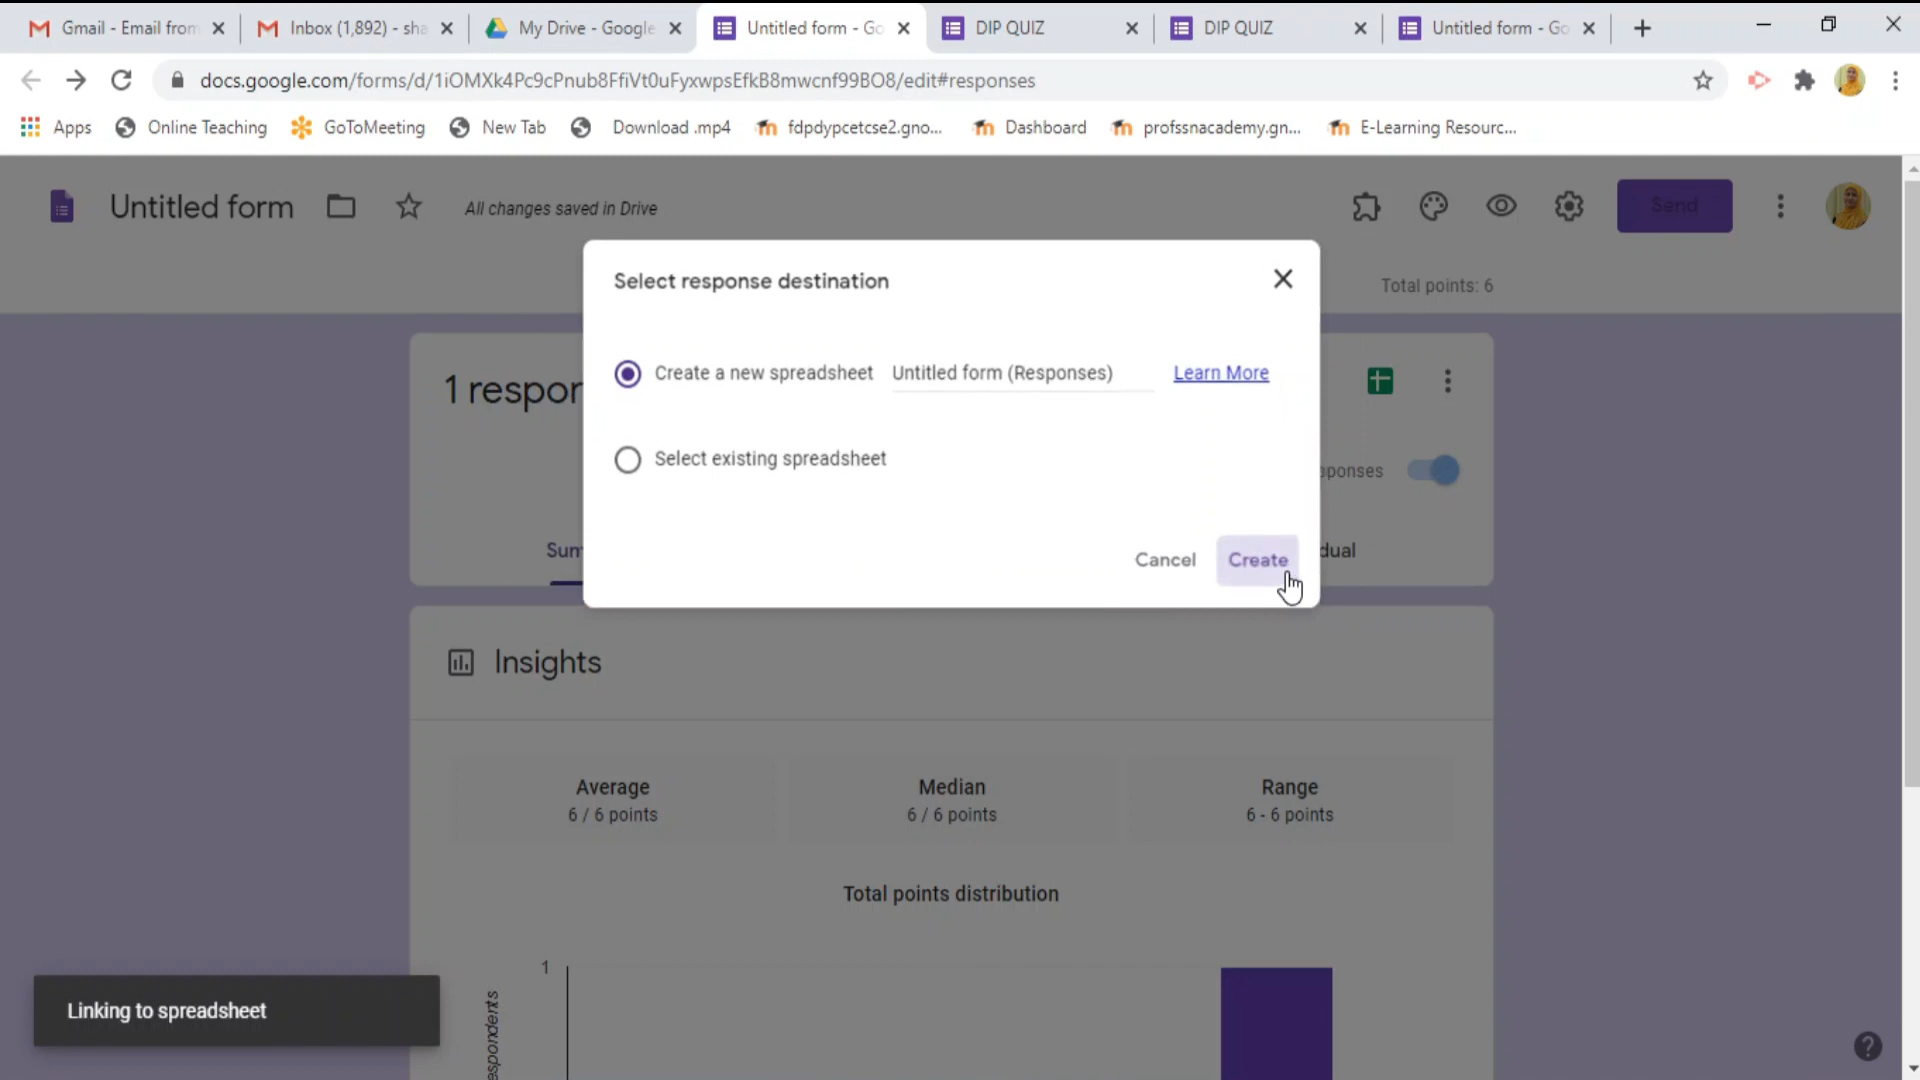 Gmail - Email from
Inbox (1,892) - sha
My Drive - Google
Untitled form - Go
DIP QUIZ
DIP QUIZ
Untitled form - Go
docs.google.com/forms/d/1iOMXk4Pc9cPnub8FfiVt0uFyxwpsEfkB8mwcnf99BO8/edit#responses
Apps
Online Teaching
GoToMeeting
New Tab
Download .mp4
fdpdypcetcse2.gno...
Dashboard
profssnacademy.gn...
E-Learning Resourc...
Untitled form
All changes saved in Drive
Send
Total points: 6
Select response destination
Create a new spreadsheet
Untitled form (Responses)
Learn More
Select existing spreadsheet
Cancel
Create
1 respon
sponses
Sum
dual
Insights
Average
6 / 6 points
Median
6 / 6 points
Range
6 - 6 points
Total points distribution
1
espondents
Linking to spreadsheet